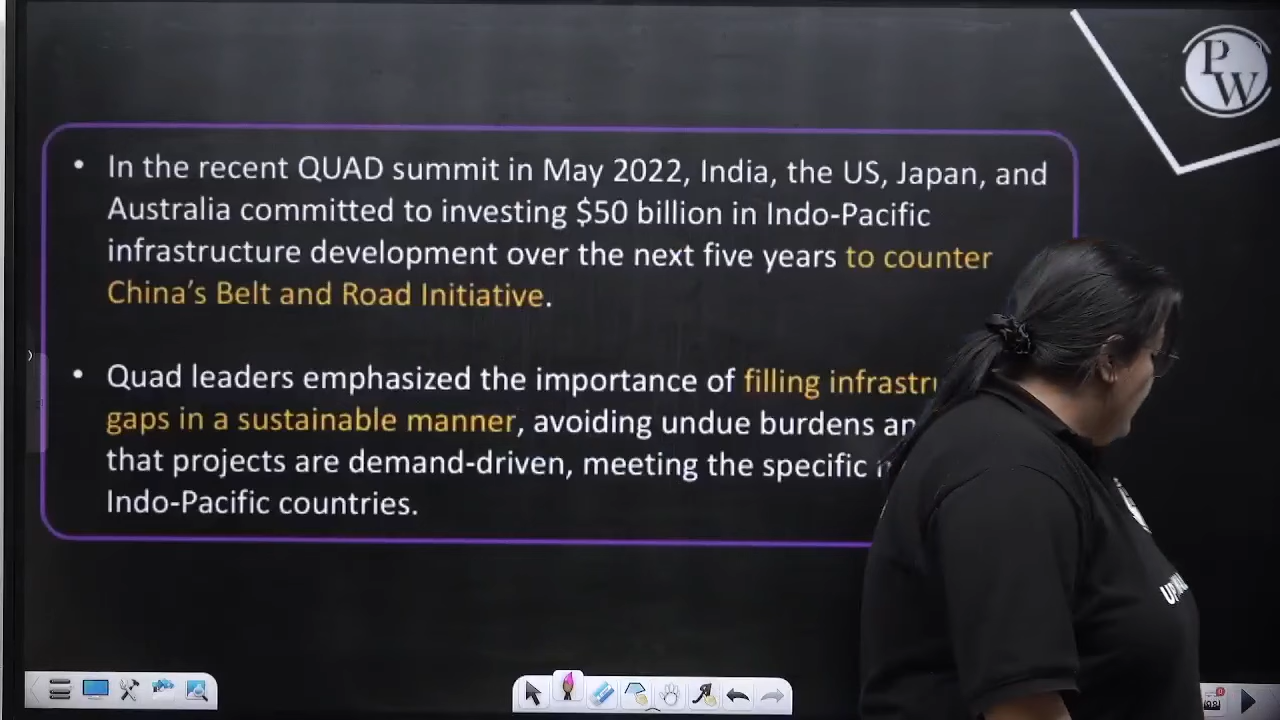 PW
• In the recent QUAD summit in May 2022, India, the US, Japan, and
Australia committed to investing $50 billion in Indo-Pacific
infrastructure development over the next five years to counter
China’s Belt and Road Initiative.
• Quad leaders emphasized the importance of filling
gaps in a sustainable manner, avoiding undue burdens
that projects are demand-driven, meeting the specific
Indo-Pacific countries.